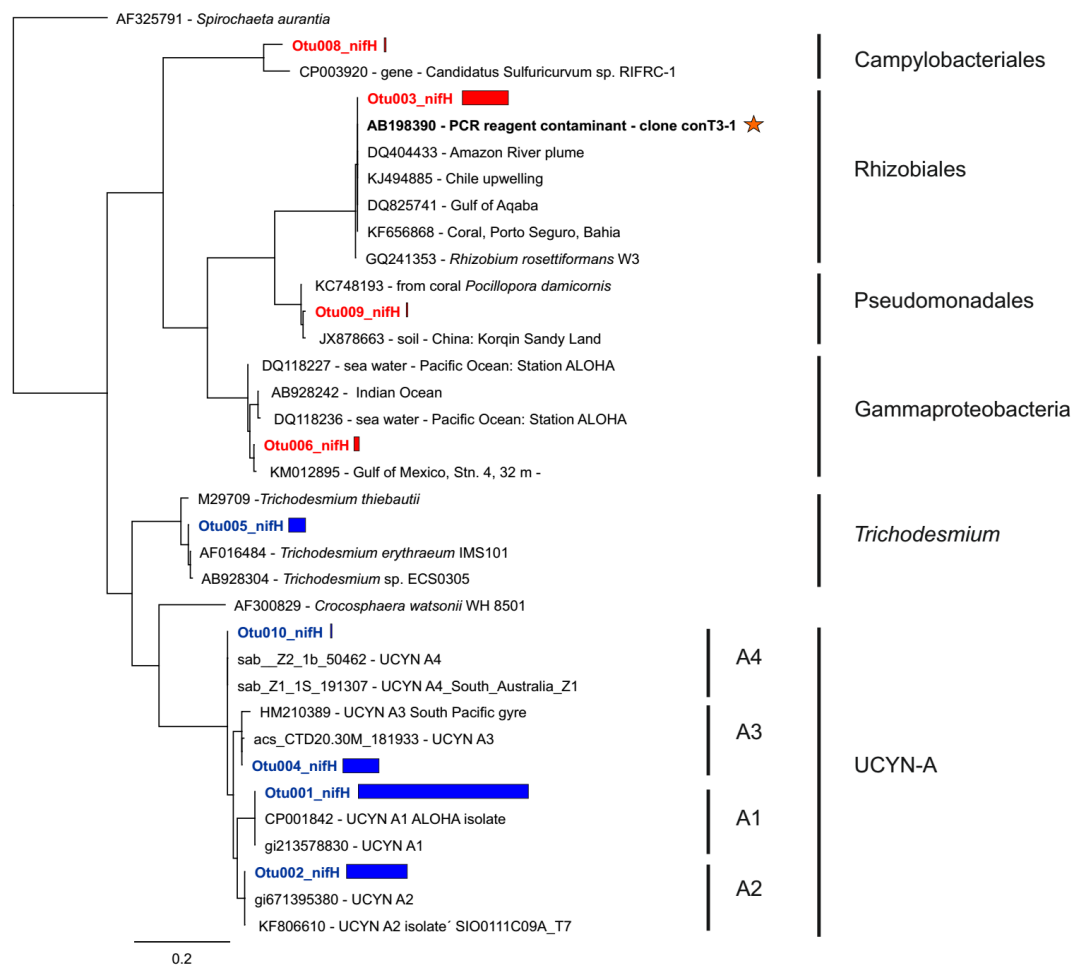 AF325791 - Spirochaeta aurantia
Otu008_nifH
CP003920 - gene - Candidatus Sulfuricurvum sp. RIFRC-1
Campylobacteriales
Otu003_nifH
AB198390 - PCR reagent contaminant - clone conT3-1
DQ404433 - Amazon River plume
KJ494885 - Chile upwelling
DQ825741 - Gulf of Aqaba
KF656868 - Coral, Porto Seguro, Bahia
GQ241353 - Rhizobium rosettiformans W3
Rhizobiales
KC748193 - from coral Pocillopora damicornis
Otu009_nifH
JX878663 - soil - China: Korqin Sandy Land
Pseudomonadales
DQ118227 - sea water - Pacific Ocean: Station ALOHA
AB928242 - Indian Ocean
DQ118236 - sea water - Pacific Ocean: Station ALOHA
Otu006_nifH
KM012895 - Gulf of Mexico, Stn. 4, 32 m -
Gammaproteobacteria
M29709 -Trichodesmium thiebautii
Otu005_nifH
AF016484 - Trichodesmium erythraeum IMS101
AB928304 - Trichodesmium sp. ECS0305
Trichodesmium
AF300829 - Crocosphaera watsonii WH 8501
Otu010_nifH
sab__Z2_1b_50462 - UCYN A4
sab_Z1_1S_191307 - UCYN A4_South_Australia_Z1
A4
HM210389 - UCYN A3 South Pacific gyre
acs_CTD20.30M_181933 - UCYN A3
Otu004_nifH
A3
Otu001_nifH
CP001842 - UCYN A1 ALOHA isolate
gi213578830 - UCYN A1
A1
Otu002_nifH
gi671395380 - UCYN A2
KF806610 - UCYN A2 isolate´ SIO0111C09A_T7
A2
UCYN-A
0.2